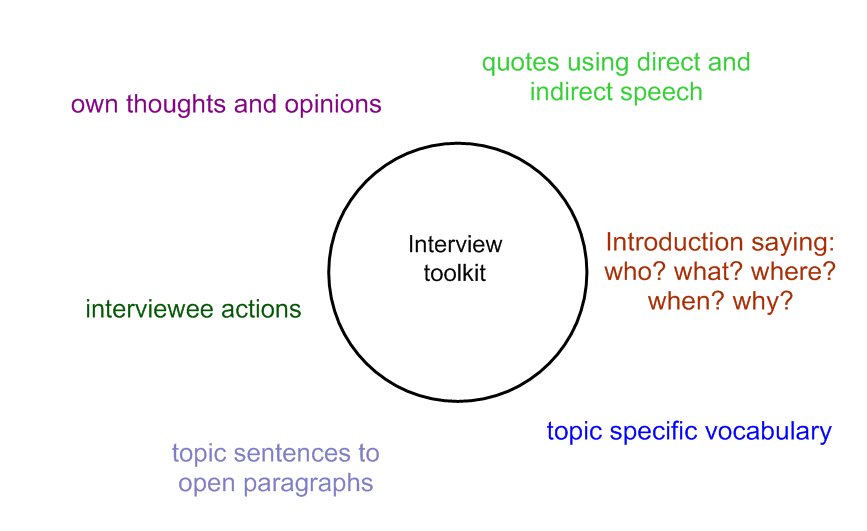 quotes using direct and
indirect speech
own thoughts and opinions
Interview
toolkit
Introduction saying:
who? what? where?
when? why?
interviewee actions
topic specific vocabulary
topic sentences to
open paragraphs